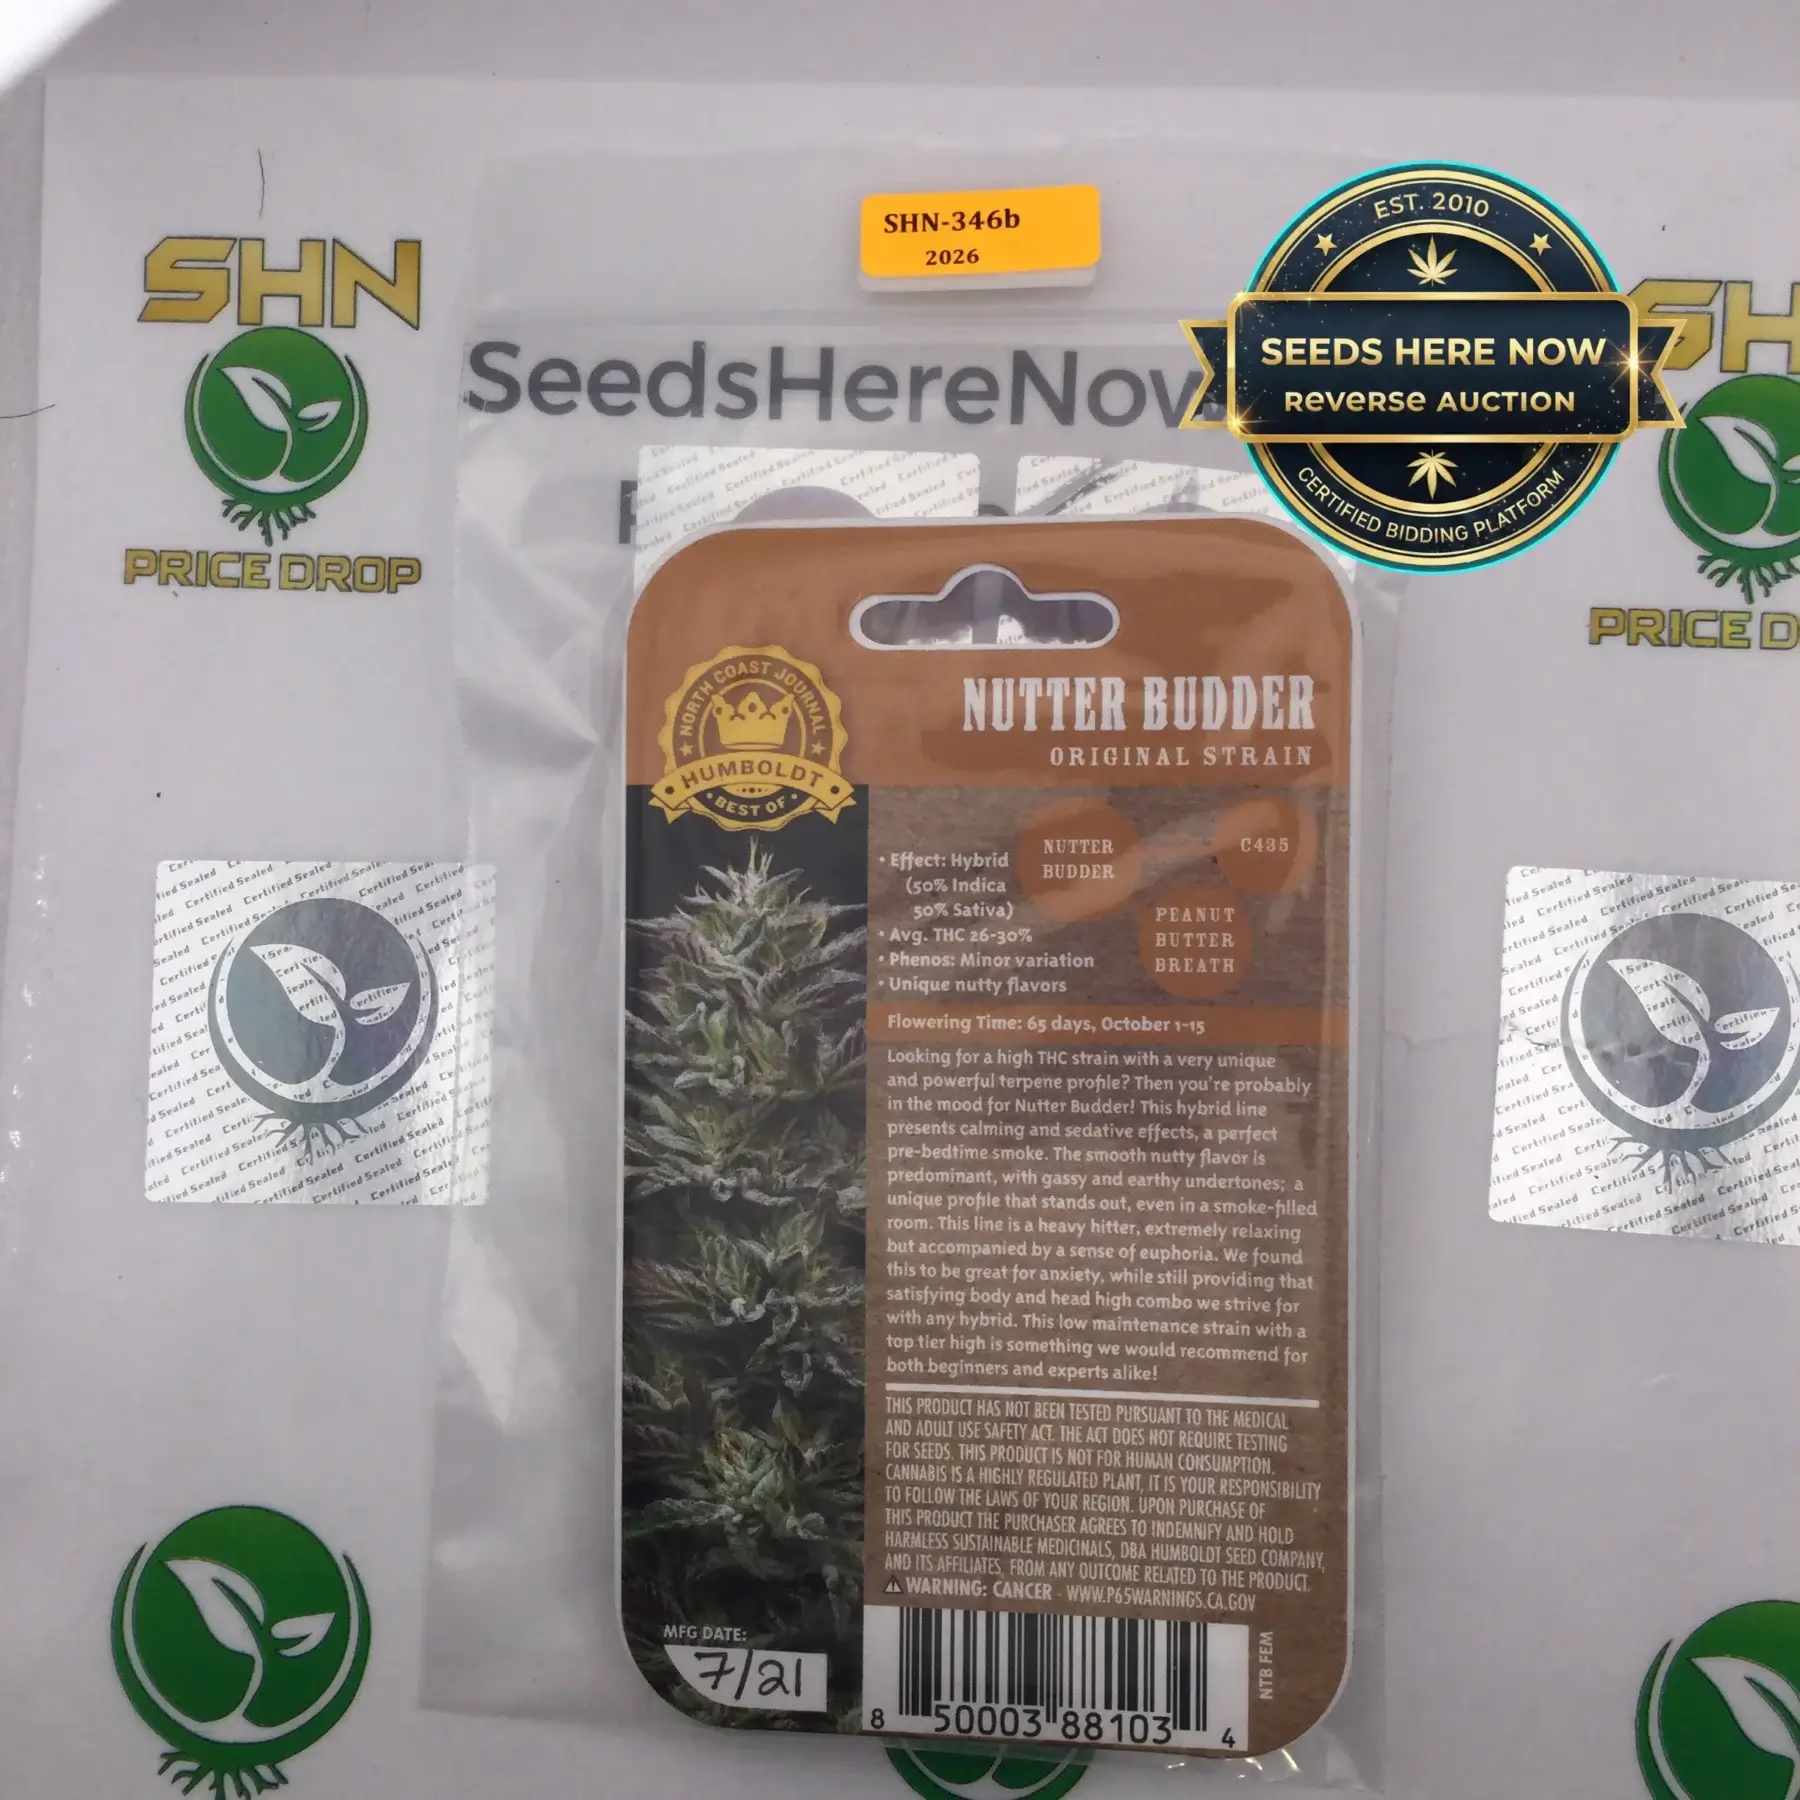 SHN-346b
2026
EST. 2010
SEEDS HERE NOW
REVERSE AUCTION
CERTIFIED BIDDING PLATFORM
SHN
PRICE DROP
SeedsHereNow
NORTH COAST JOURNAL
HUMBOLDT
BEST OF
NUTTER BUDDER
ORIGINAL STRAIN
• Effect: Hybrid
(50% Indica
50% Sativa)
• Avg. THC 26-30%
• Phenos: Minor variation
• Unique nutty flavors
NUTTER
BUDDER
C435
PEANUT
BUTTER
BREATH
Flowering Time: 65 days, October 1-15
Looking for a high THC strain with a very unique
and powerful terpene profile? Then you're probably
in the mood for Nutter Budder! This hybrid line
presents calming and sedative effects, a perfect
pre-bedtime smoke. The smooth nutty flavor is
predominant, with gassy and earthy undertones; a
unique profile that stands out, even in a smoke-filled
room. This line is a heavy hitter, extremely relaxing
but accompanied by a sense of euphoria. We found
this to be great for anxiety, while still providing that
satisfying body and head high combo we strive for
with any hybrid. This low maintenance strain with a
top tier high is something we would recommend for
both beginners and experts alike!
THIS PRODUCT HAS NOT BEEN TESTED PURSUANT TO THE MEDICAL
AND ADULT USE SAFETY ACT. THE ACT DOES NOT REQUIRE TESTING
FOR SEEDS. THIS PRODUCT IS NOT FOR HUMAN CONSUMPTION.
CANNABIS IS A HIGHLY REGULATED PLANT, IT IS YOUR RESPONSIBILITY
TO FOLLOW THE LAWS OF YOUR REGION. UPON PURCHASE OF
THIS PRODUCT THE PURCHASER AGREES TO INDEMNIFY AND HOLD
HARMLESS SUSTAINABLE MEDICINALS, DBA HUMBOLDT SEED COMPANY,
AND ITS AFFILIATES, FROM ANY OUTCOME RELATED TO THE PRODUCT.
⚠ WARNING: CANCER - WWW.P65WARNINGS.CA.GOV
MFG DATE:
7/21
8 50003 88103 4
NTB FEM
Certified Sealed